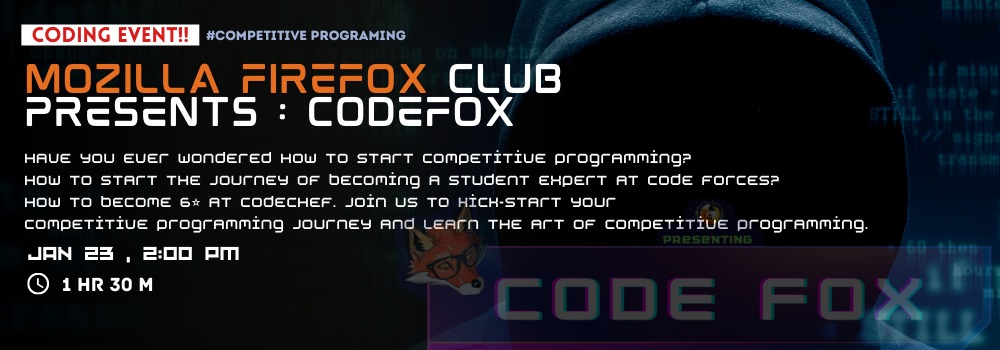 CODING EVENT!! #COMPETITIVE PROGRAMING
MOZILLA FIREFOX CLUB
PRESENTS : CODEFOX
HAVE YOU EVER WONDERED HOW TO START COMPETITIVE PROGRAMMING?
HOW TO START THE JOURNEY OF BECOMING A STUDENT EXPERT AT CODE FORCES?
HOW TO BECOME 6☆ AT CODECHEF. JOIN US TO KICK-START YOUR
COMPETITIVE PROGRAMMING JOURNEY AND LEARN THE ART OF COMPETITIVE PROGRAMMING.
PRESENTING
JAN 23 , 2:00 PM
1 HR 30 M
CODE FOX